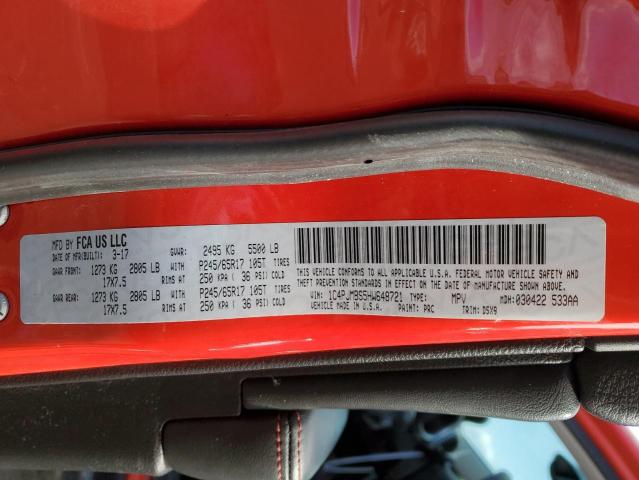 MFD BY FCA US LLC
DATE OF MFR(BUILT): 3-17 GVWR: 2495 KG 5500 LB
GAWR FRONT: 1273 KG 2805 LB WITH P245/65R17 105T TIRES
17X7.5 RIMS AT 250 KPA ( 36 PSI) COLD
GAWR REAR: 1273 KG 2805 LB WITH P245/65R17 105T TIRES
17X7.5 RIMS AT 250 KPA ( 36 PSI) COLD
THIS VEHICLE CONFORMS TO ALL APPLICABLE U.S.A. FEDERAL MOTOR VEHICLE SAFETY AND
THEFT PREVENTION STANDARDS IN EFFECT ON THE DATE OF MANUFACTURE SHOWN ABOVE.
VIN: 1C4PJMBS5HW648721 TYPE: MPV MDH: 030422 533AA
VEHICLE MADE IN U.S.A. PAINT: PRC TRIM: DSX9